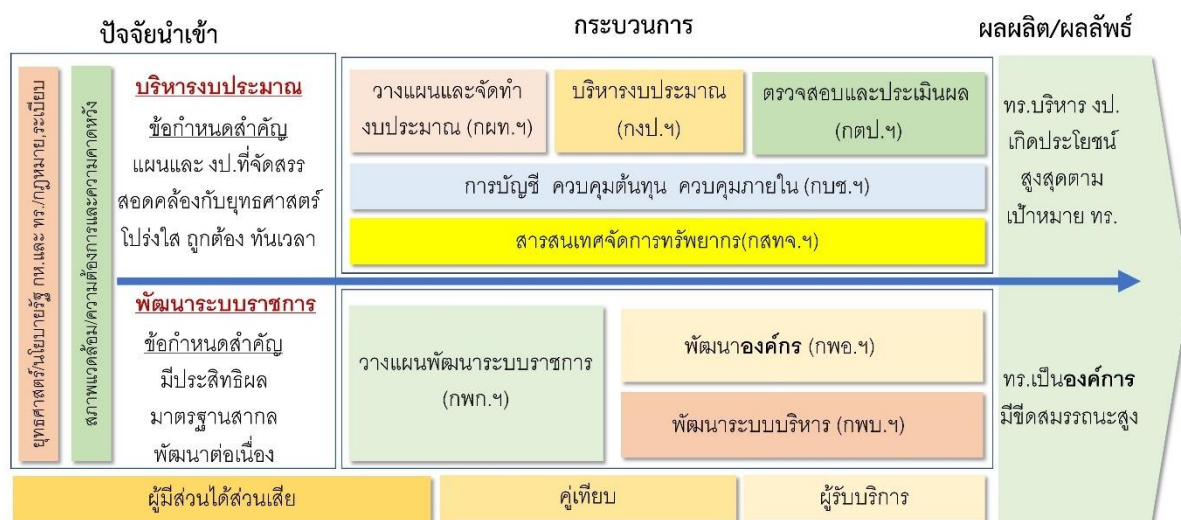 ปัจจัยนำเข้า
กระบวนการ
ผลผลิต/ผลลัพธ์
ยุทธศาสตร์/นโยบายรัฐ กห.และ ทร./กฎหมาย,ระเบียบ
สภาพแวดล้อม/ความต้องการและความคาดหวัง
บริหารงบประมาณ
ข้อกำหนดสำคัญ
แผนและ งป.ที่จัดสรร
สอดคล้องกับยุทธศาสตร์
โปร่งใส ถูกต้อง ทันเวลา
วางแผนและจัดทำ
งบประมาณ (กผท.ฯ)
บริหารงบประมาณ
(กงป.ฯ)
ตรวจสอบและประเมินผล
(กตป.ฯ)
การบัญชี ควบคุมต้นทุน ควบคุมภายใน (กบช.ฯ)
สารสนเทศจัดการทรัพยากร(กสทจ.ฯ)
ทร.บริหาร งป.
เกิดประโยชน์
สูงสุดตาม
เป้าหมาย ทร.
พัฒนาระบบราชการ
ข้อกำหนดสำคัญ
มีประสิทธิผล
มาตรฐานสากล
พัฒนาต่อเนื่อง
วางแผนพัฒนาระบบราชการ
(กพก.ฯ)
พัฒนาองค์กร (กพอ.ฯ)
พัฒนาระบบบริหาร (กพบ.ฯ)
ทร.เป็นองค์การ
มีขีดสมรรถนะสูง
ผู้มีส่วนได้ส่วนเสีย
คู่เทียบ
ผู้รับบริการ